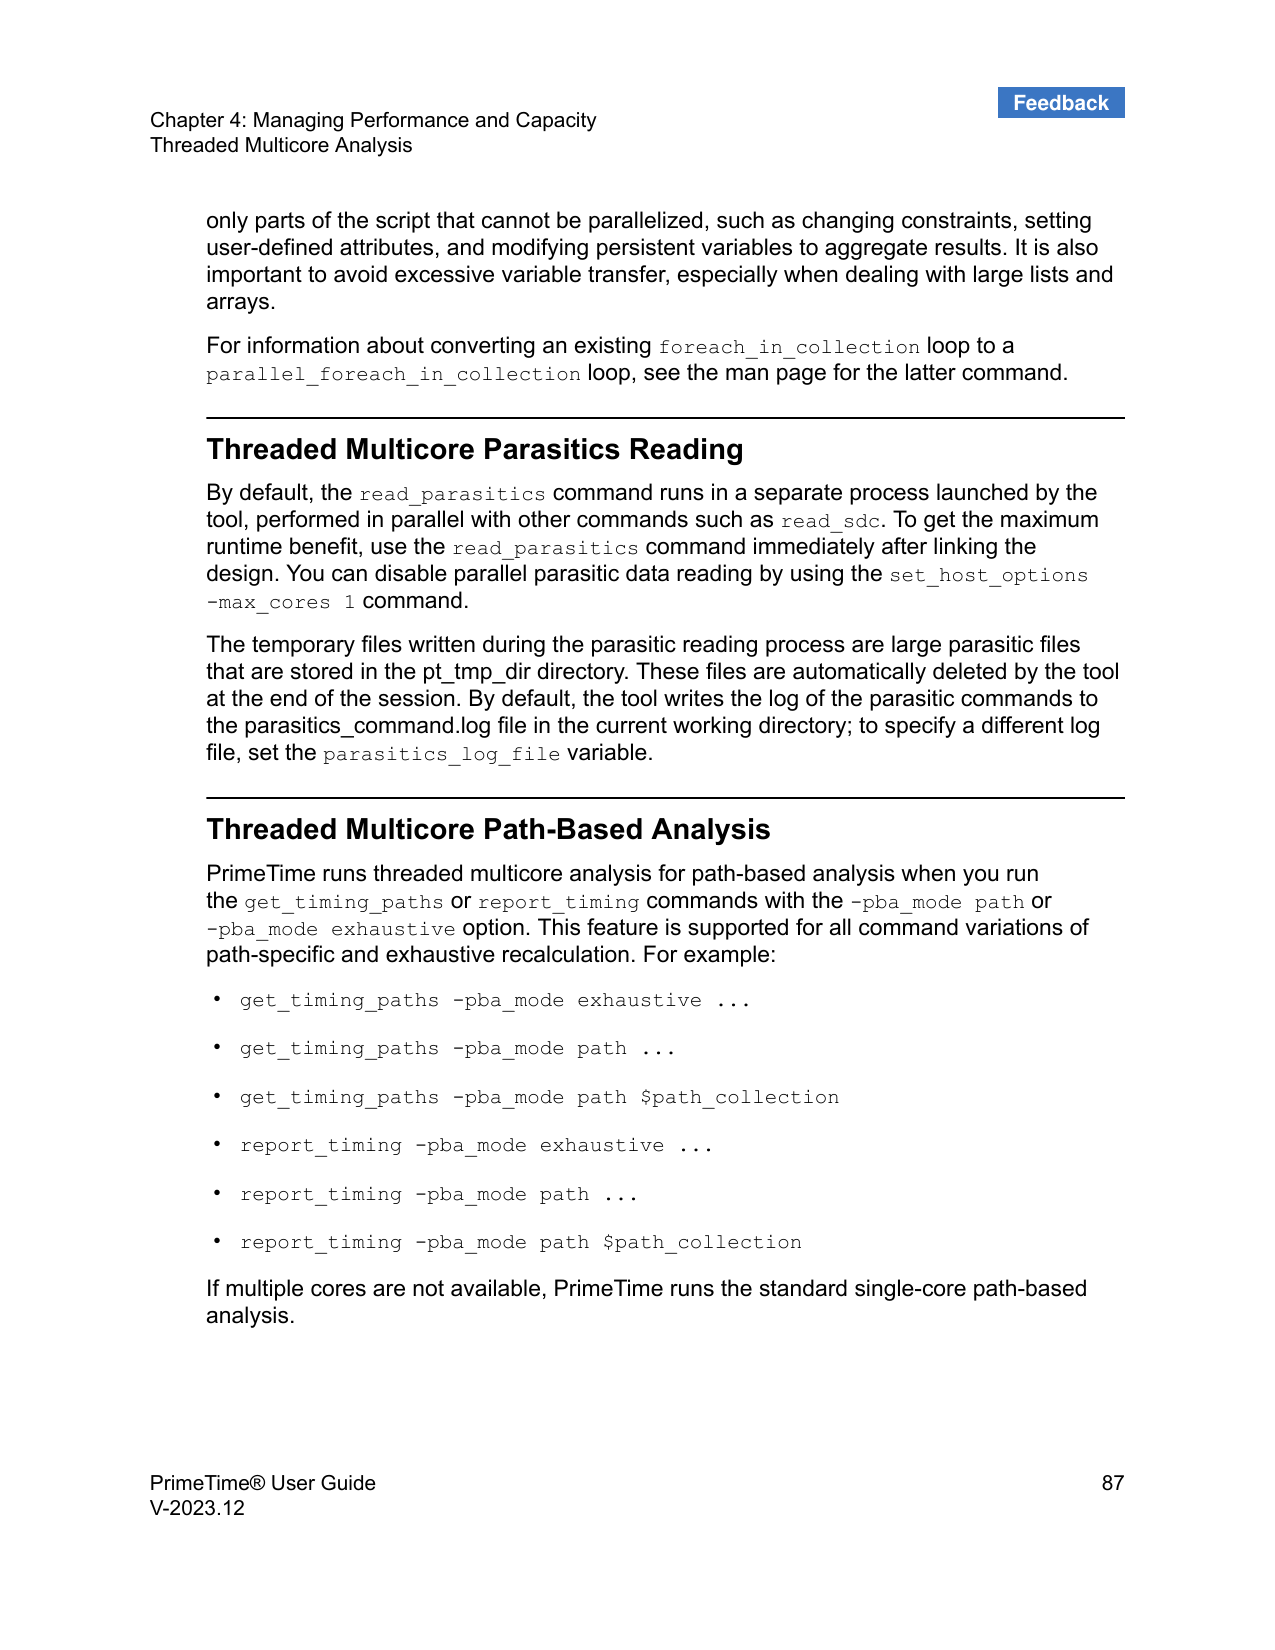 Feedback
Chapter 4: Managing Performance and Capacity
Threaded Multicore Analysis
only parts of the script that cannot be parallelized, such as changing constraints, setting
user-defined attributes, and modifying persistent variables to aggregate results. It is also
important to avoid excessive variable transfer, especially when dealing with large lists and
arrays.
For information about converting an existing foreach_in_collection loop to a
parallel_foreach_in_collection loop, see the man page for the latter command.
Threaded Multicore Parasitics Reading
By default, the read_parasitics command runs in a separate process launched by the
tool, performed in parallel with other commands such as read_sdc. To get the maximum
runtime benefit, use the read_parasitics command immediately after linking the
design. You can disable parallel parasitic data reading by using the set_host_options
-max_cores 1 command.
The temporary files written during the parasitic reading process are large parasitic files
that are stored in the pt_tmp_dir directory. These files are automatically deleted by the tool
at the end of the session. By default, the tool writes the log of the parasitic commands to
the parasitics_command.log file in the current working directory; to specify a different log
file, set the parasitics_log_file variable.
Threaded Multicore Path-Based Analysis
PrimeTime runs threaded multicore analysis for path-based analysis when you run
the get_timing_paths or report_timing commands with the -pba_mode path or
-pba_mode exhaustive option. This feature is supported for all command variations of
path-specific and exhaustive recalculation. For example:
• get_timing_paths -pba_mode exhaustive ...
• get_timing_paths -pba_mode path ...
• get_timing_paths -pba_mode path $path_collection
• report_timing -pba_mode exhaustive ...
• report_timing -pba_mode path ...
• report_timing -pba_mode path $path_collection
If multiple cores are not available, PrimeTime runs the standard single-core path-based
analysis.
PrimeTime® User Guide 87
V-2023.12